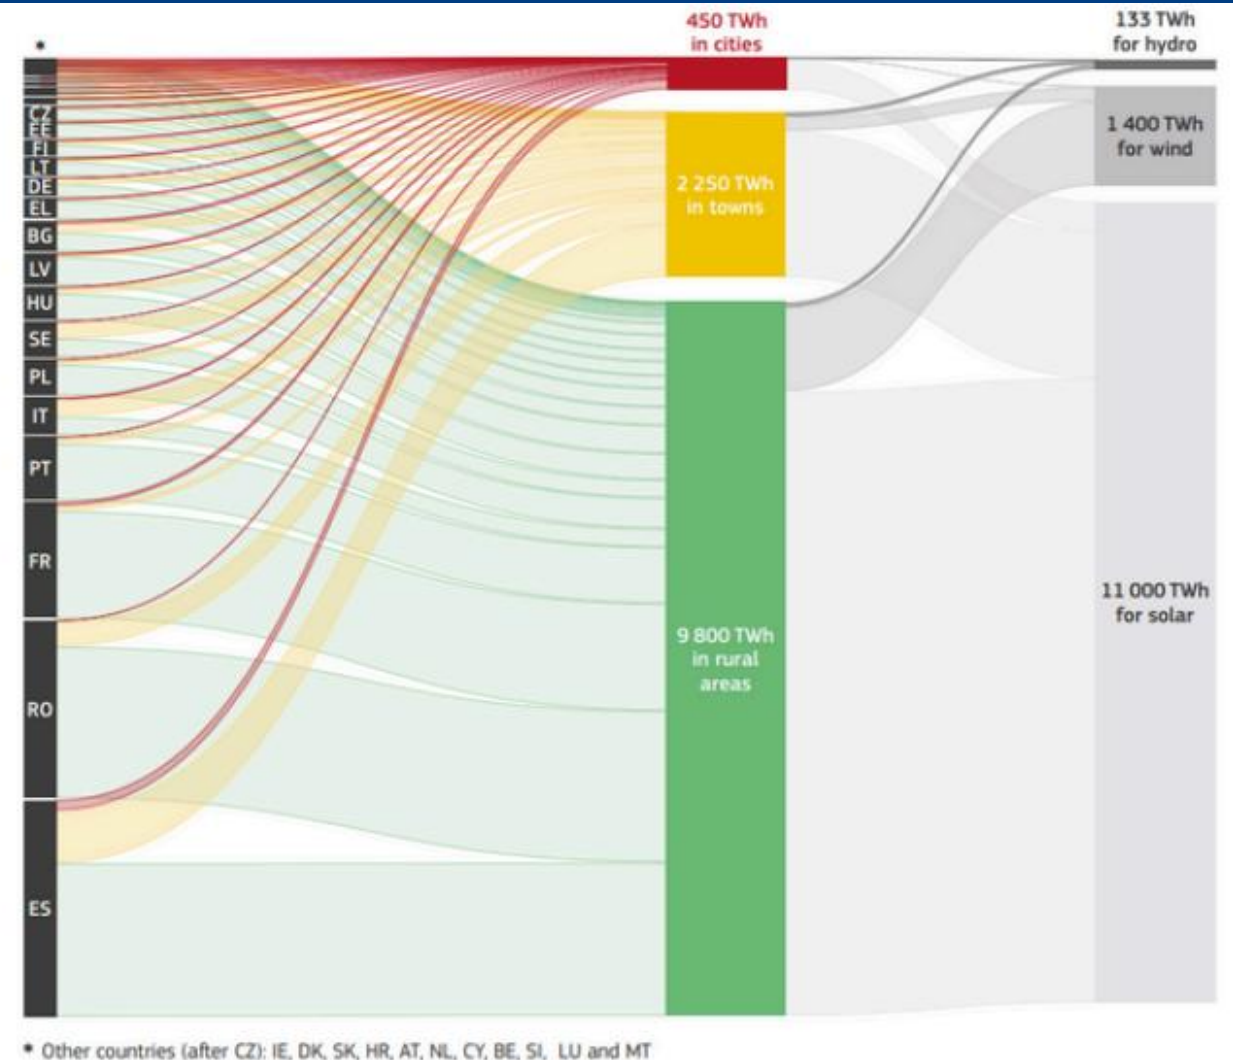 *
450 TWh
in cities
133 TWh
for hydro
CZ
EE
FI
LT
DE
EL
BG
LV
HU
SE
PL
IT
PT
FR
RO
ES
2 250 TWh
in towns
9 800 TWh
in rural
areas
1 400 TWh
for wind
11 000 TWh
for solar
* Other countries (after CZ): IE, DK, SK, HR, AT, NL, CY, BE, SI, LU and MT